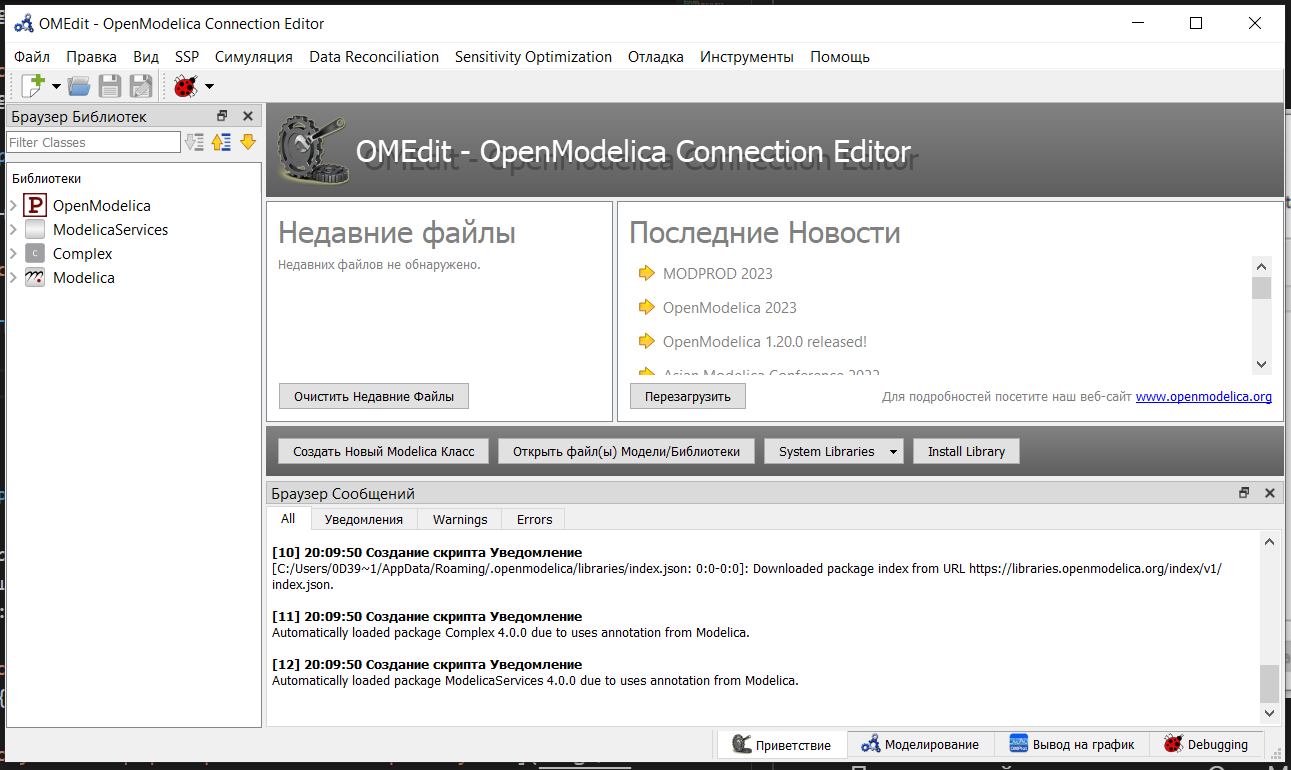 OMEdit - OpenModelica Connection Editor
Файл Правка Вид SSP Симуляция Data Reconciliation Sensitivity Optimization Отладка Инструменты Помощь
Браузер Библиотек
Filter Classes
Библиотеки
P OpenModelica
ModelicaServices
C Complex
Modelica
OMEdit - OpenModelica Connection Editor
Недавние файлы
Недавних файлов не обнаружено.
Очистить Недавние Файлы
Последние Новости
MODPROD 2023
OpenModelica 2023
OpenModelica 1.20.0 released!
Asian Modelica Conference 2022
Перезагрузить
Для подробностей посетите наш веб-сайт www.openmodelica.org
Создать Новый Modelica Класс Открыть файл(ы) Модели/Библиотеки System Libraries Install Library
Браузер Сообщений
All Уведомления Warnings Errors
[10] 20:09:50 Создание скрипта Уведомление
[C:/Users/0D39~1/AppData/Roaming/.openmodelica/libraries/index.json: 0:0-0:0]: Downloaded package index from URL https://libraries.openmodelica.org/index/v1/
index.json.
[11] 20:09:50 Создание скрипта Уведомление
Automatically loaded package Complex 4.0.0 due to uses annotation from Modelica.
[12] 20:09:50 Создание скрипта Уведомление
Automatically loaded package ModelicaServices 4.0.0 due to uses annotation from Modelica.
Приветствие Моделирование Вывод на график Debugging